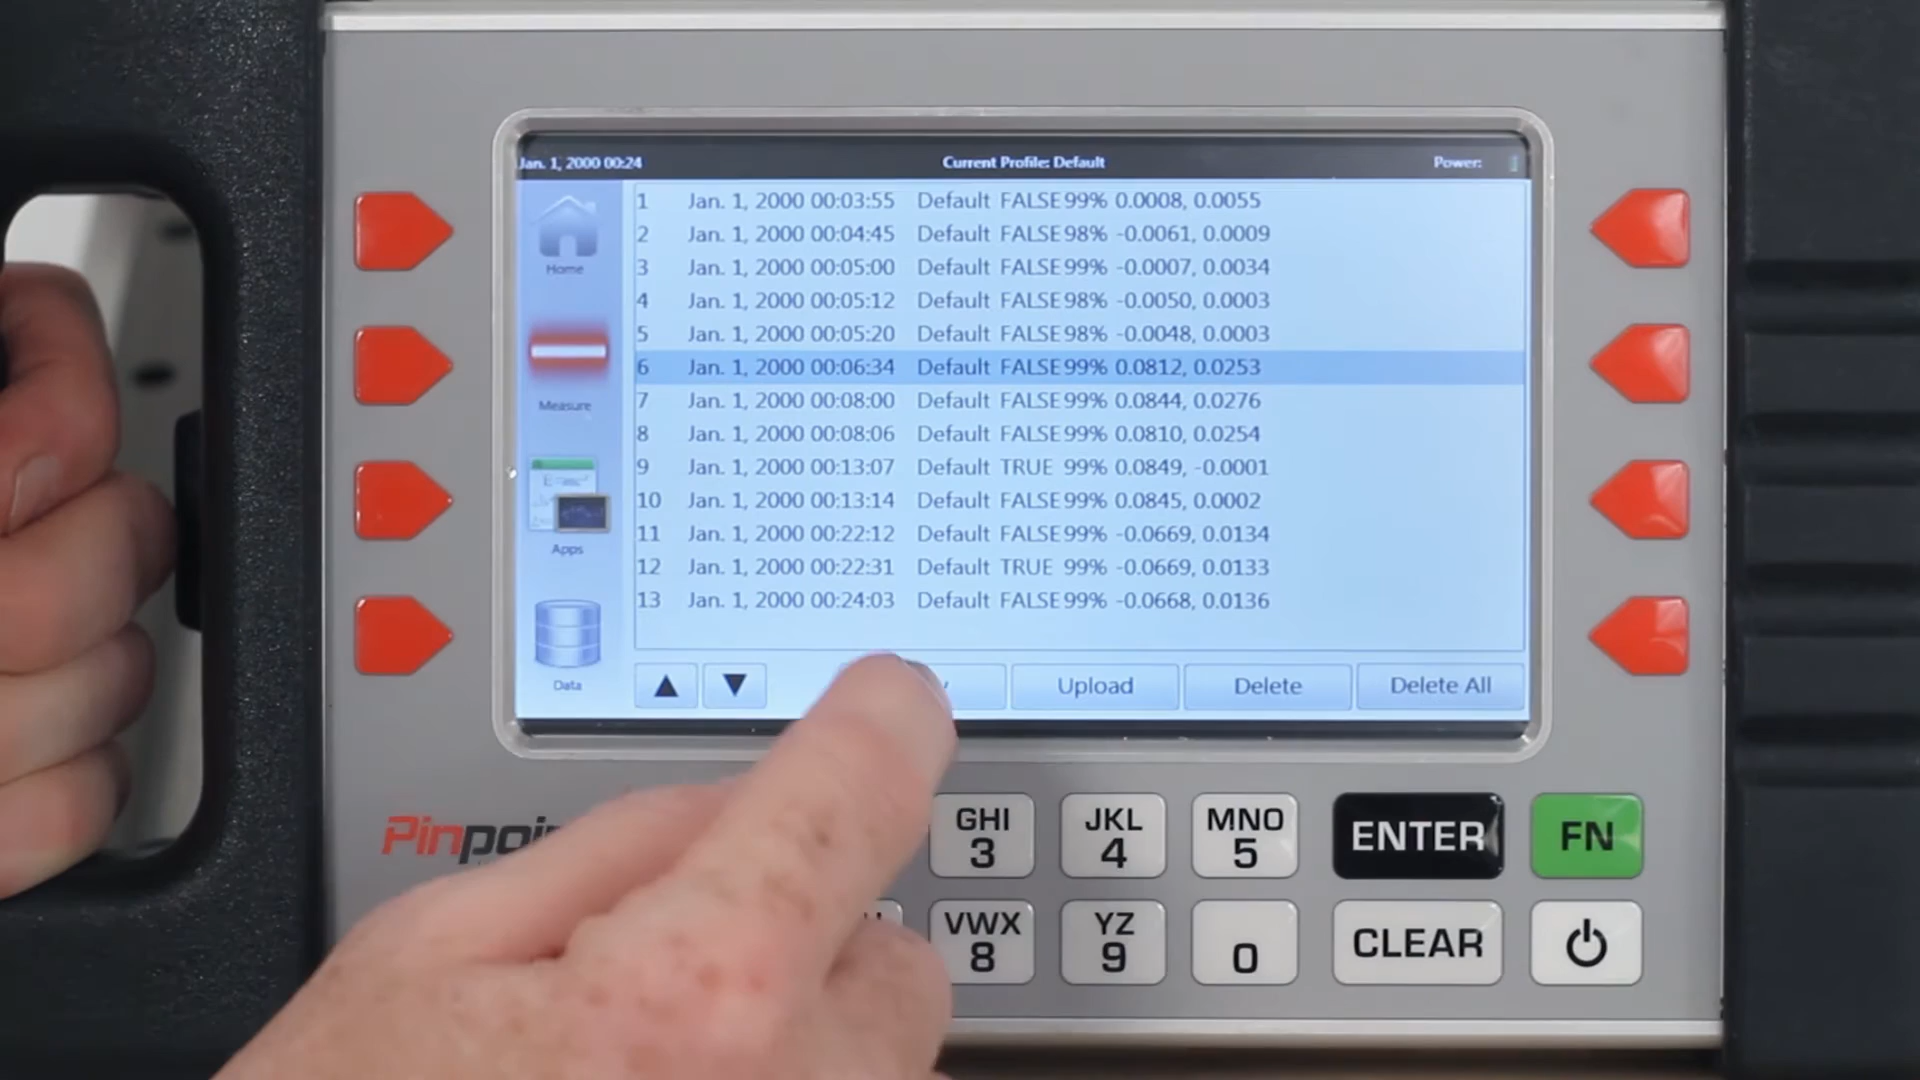 Jan. 1, 2000 00:24 Current Profile: Default Power:
1 Jan. 1, 2000 00:03:55 Default FALSE 99% 0.0008, 0.0055
2 Jan. 1, 2000 00:04:45 Default FALSE 98% -0.0061, 0.0009
3 Jan. 1, 2000 00:05:00 Default FALSE 99% -0.0007, 0.0034
4 Jan. 1, 2000 00:05:12 Default FALSE 98% -0.0050, 0.0003
5 Jan. 1, 2000 00:05:20 Default FALSE 98% -0.0048, 0.0003
6 Jan. 1, 2000 00:06:34 Default FALSE 99% 0.0812, 0.0253
7 Jan. 1, 2000 00:08:00 Default FALSE 99% 0.0844, 0.0276
8 Jan. 1, 2000 00:08:06 Default FALSE 99% 0.0810, 0.0254
9 Jan. 1, 2000 00:13:07 Default TRUE 99% 0.0849, -0.0001
10 Jan. 1, 2000 00:13:14 Default FALSE 99% 0.0845, 0.0002
11 Jan. 1, 2000 00:22:12 Default FALSE 99% -0.0669, 0.0134
12 Jan. 1, 2000 00:22:31 Default TRUE 99% -0.0669, 0.0133
13 Jan. 1, 2000 00:24:03 Default FALSE 99% -0.0668, 0.0136
Home
Measure
Apps
Data
▲ ▼ Upload Delete Delete All
Pinpoin
GHI JKL MNO
3 4 5 ENTER FN
VWX YZ
8 9 0 CLEAR